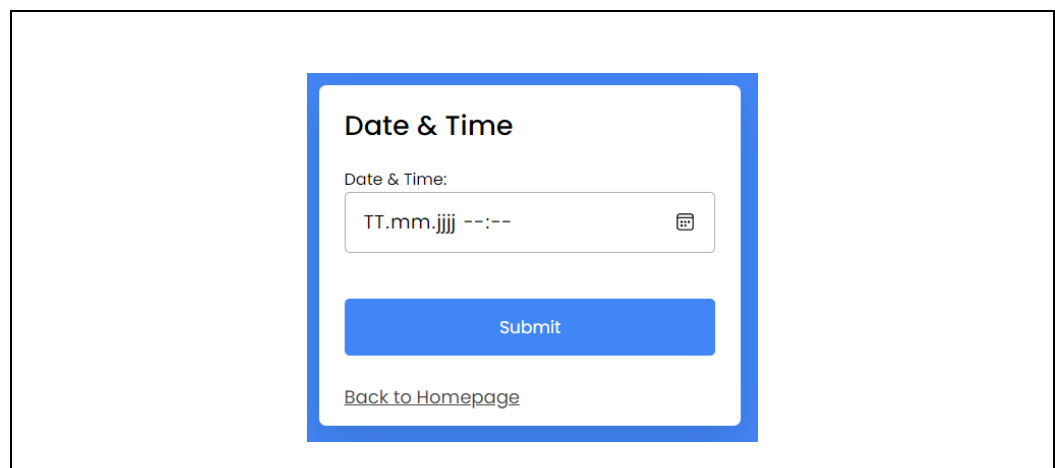 Date & Time
Date & Time:
TT.mm.jjjj --:--
Submit
Back to Homepage